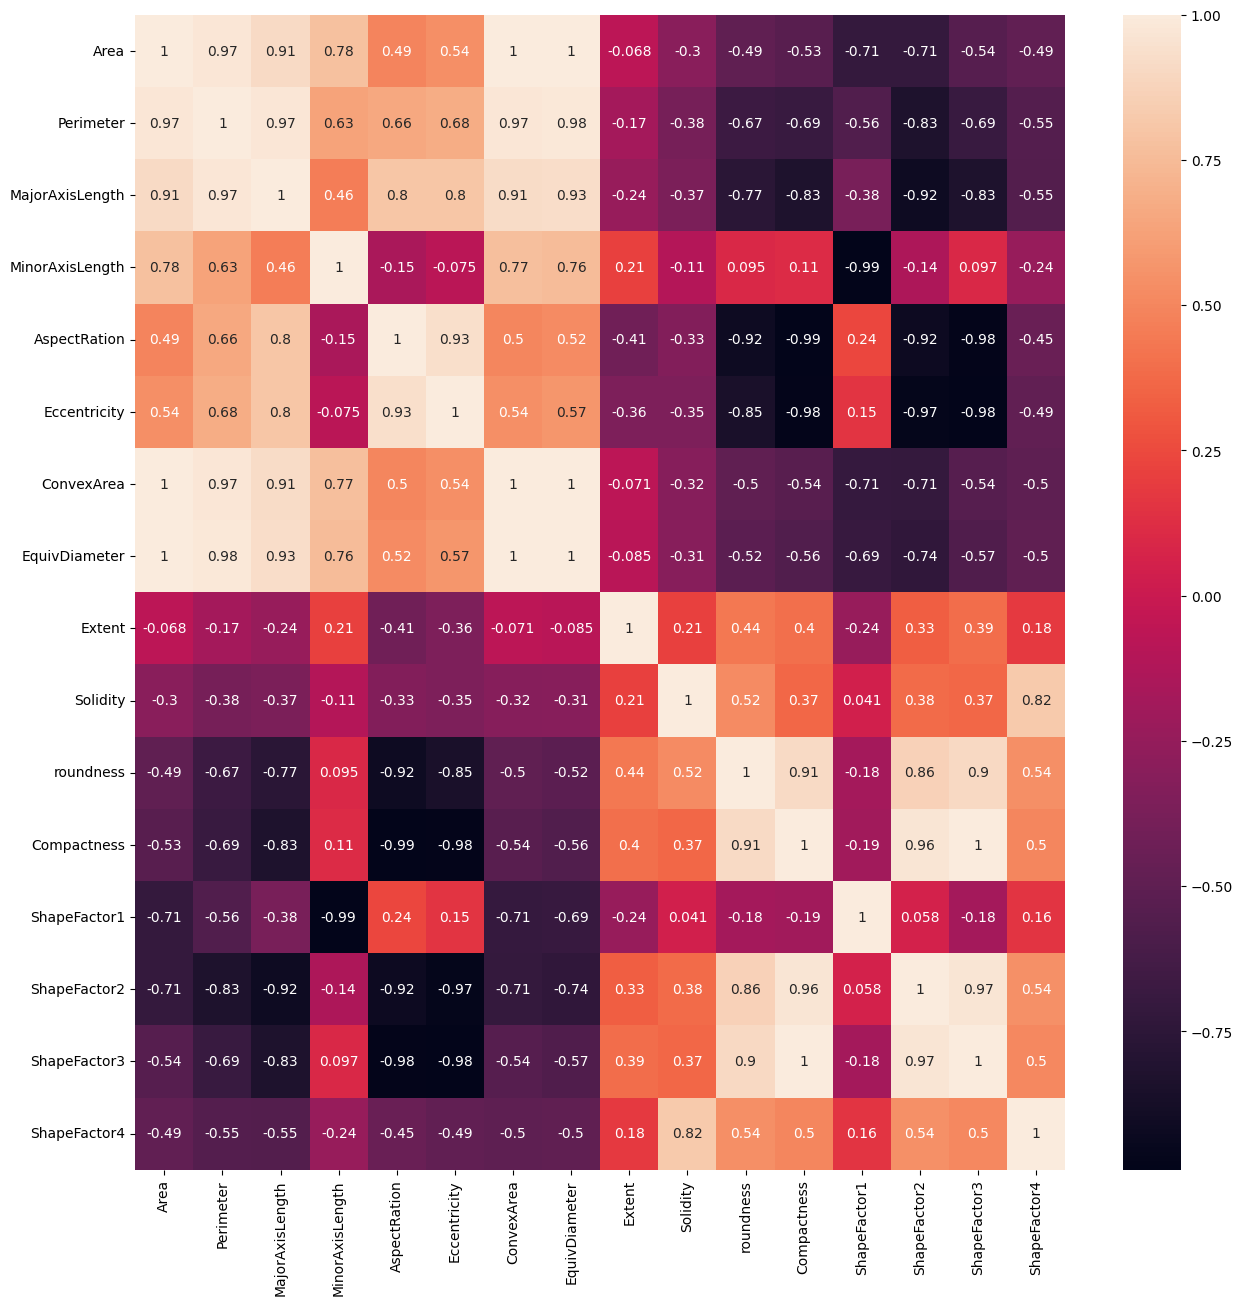 Area 1 0.97 0.91 0.78 0.49 0.54 1 1 -0.068 -0.3 -0.49 -0.53 -0.71 -0.71 -0.54 -0.49
Perimeter 0.97 1 0.97 0.63 0.66 0.68 0.97 0.98 -0.17 -0.38 -0.67 -0.69 -0.56 -0.83 -0.69 -0.55
MajorAxisLength 0.91 0.97 1 0.46 0.8 0.8 0.91 0.93 -0.24 -0.37 -0.77 -0.83 -0.38 -0.92 -0.83 -0.55
MinorAxisLength 0.78 0.63 0.46 1 -0.15 -0.075 0.77 0.76 0.21 -0.11 0.095 0.11 -0.99 -0.14 0.097 -0.24
AspectRation 0.49 0.66 0.8 -0.15 1 0.93 0.5 0.52 -0.41 -0.33 -0.92 -0.99 0.24 -0.92 -0.98 -0.45
Eccentricity 0.54 0.68 0.8 -0.075 0.93 1 0.54 0.57 -0.36 -0.35 -0.85 -0.98 0.15 -0.97 -0.98 -0.49
ConvexArea 1 0.97 0.91 0.77 0.5 0.54 1 1 -0.071 -0.32 -0.5 -0.54 -0.71 -0.71 -0.54 -0.5
EquivDiameter 1 0.98 0.93 0.76 0.52 0.57 1 1 -0.085 -0.31 -0.52 -0.56 -0.69 -0.74 -0.57 -0.5
Extent -0.068 -0.17 -0.24 0.21 -0.41 -0.36 -0.071 -0.085 1 0.21 0.44 0.4 -0.24 0.33 0.39 0.18
Solidity -0.3 -0.38 -0.37 -0.11 -0.33 -0.35 -0.32 -0.31 0.21 1 0.52 0.37 0.041 0.38 0.37 0.82
roundness -0.49 -0.67 -0.77 0.095 -0.92 -0.85 -0.5 -0.52 0.44 0.52 1 0.91 -0.18 0.86 0.9 0.54
Compactness -0.53 -0.69 -0.83 0.11 -0.99 -0.98 -0.54 -0.56 0.4 0.37 0.91 1 -0.19 0.96 1 0.5
ShapeFactor1 -0.71 -0.56 -0.38 -0.99 0.24 0.15 -0.71 -0.69 -0.24 0.041 -0.18 -0.19 1 0.058 -0.18 0.16
ShapeFactor2 -0.71 -0.83 -0.92 -0.14 -0.92 -0.97 -0.71 -0.74 0.33 0.38 0.86 0.96 0.058 1 0.97 0.54
ShapeFactor3 -0.54 -0.69 -0.83 0.097 -0.98 -0.98 -0.54 -0.57 0.39 0.37 0.9 1 -0.18 0.97 1 0.5
ShapeFactor4 -0.49 -0.55 -0.55 -0.24 -0.45 -0.49 -0.5 -0.5 0.18 0.82 0.54 0.5 0.16 0.54 0.5 1
Area
Perimeter
MajorAxisLength
MinorAxisLength
AspectRation
Eccentricity
ConvexArea
EquivDiameter
Extent
Solidity
roundness
Compactness
ShapeFactor1
ShapeFactor2
ShapeFactor3
ShapeFactor4
1.00
0.75
0.50
0.25
0.00
−0.25
−0.50
−0.75